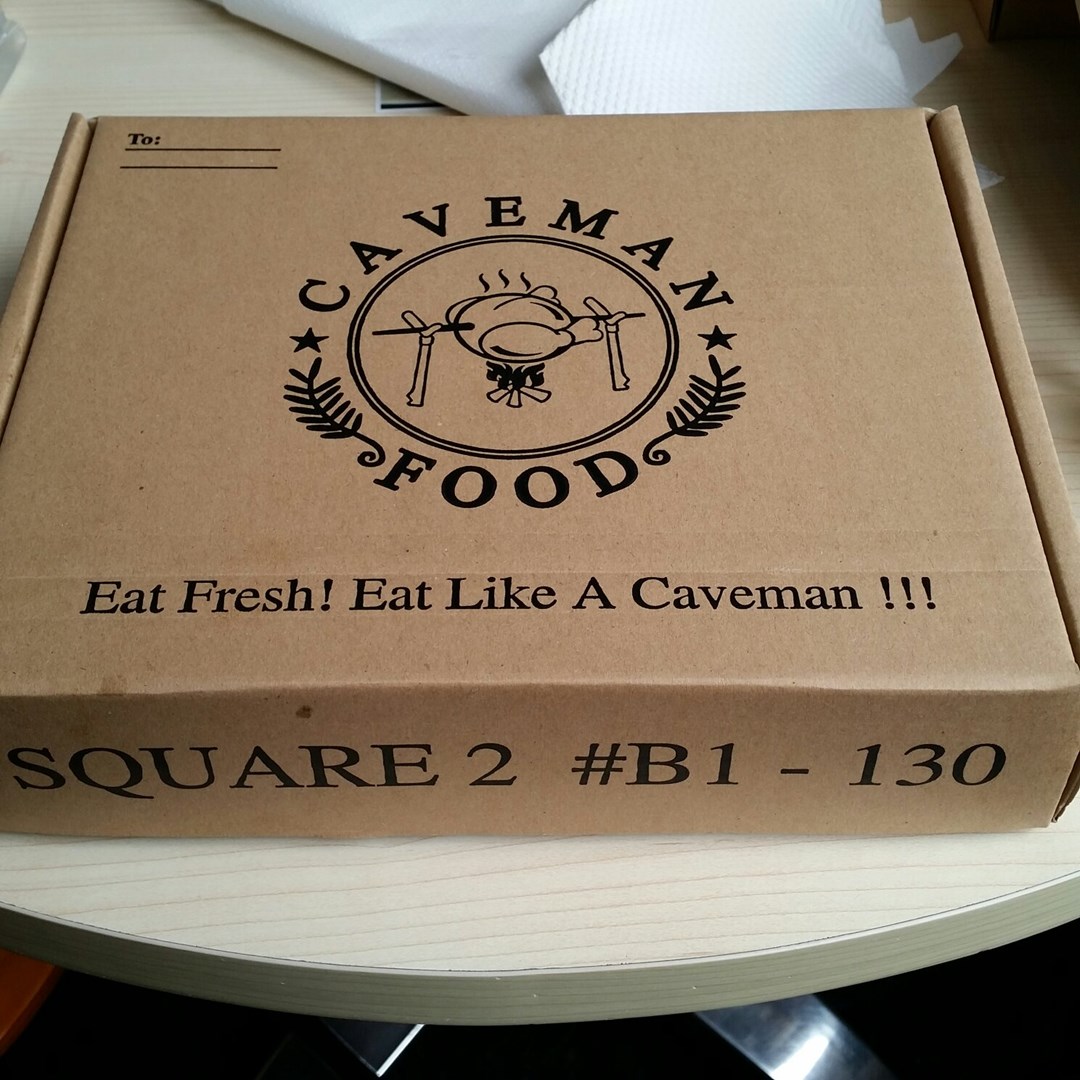 To:
CAVEMAN
FOOD
Eat Fresh! Eat Like A Caveman !!!
SQUARE 2 #B1 - 130